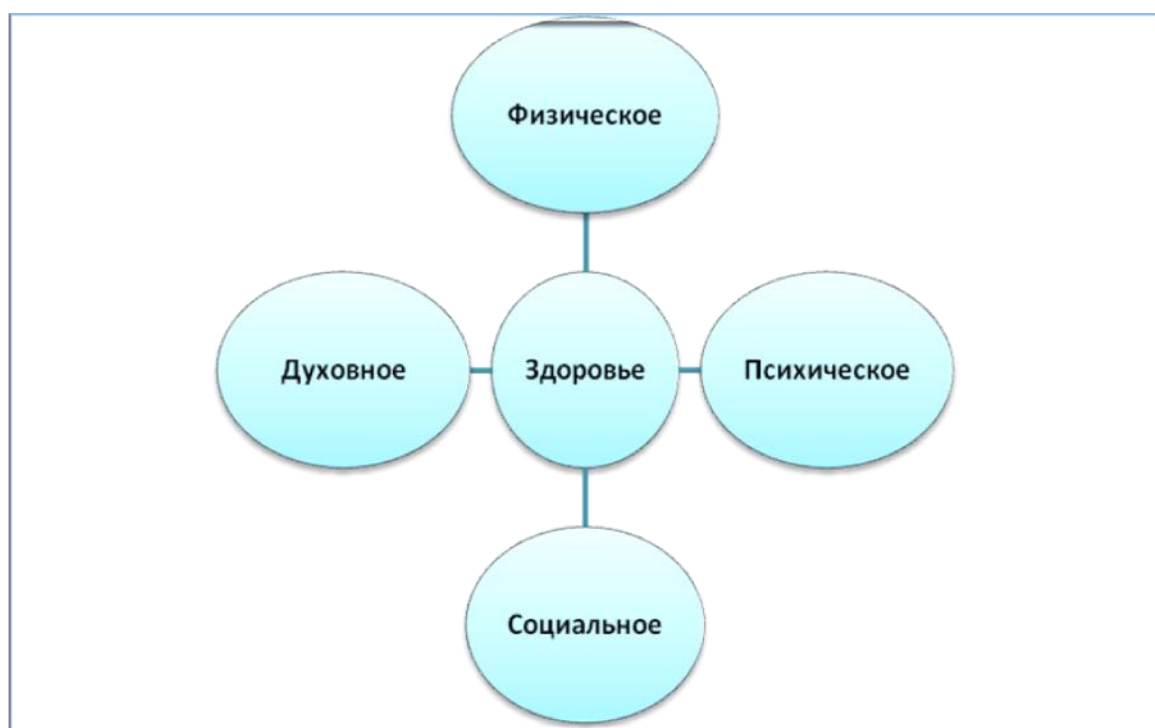 Физическое
Духовное
Здоровье
Психическое
Социальное